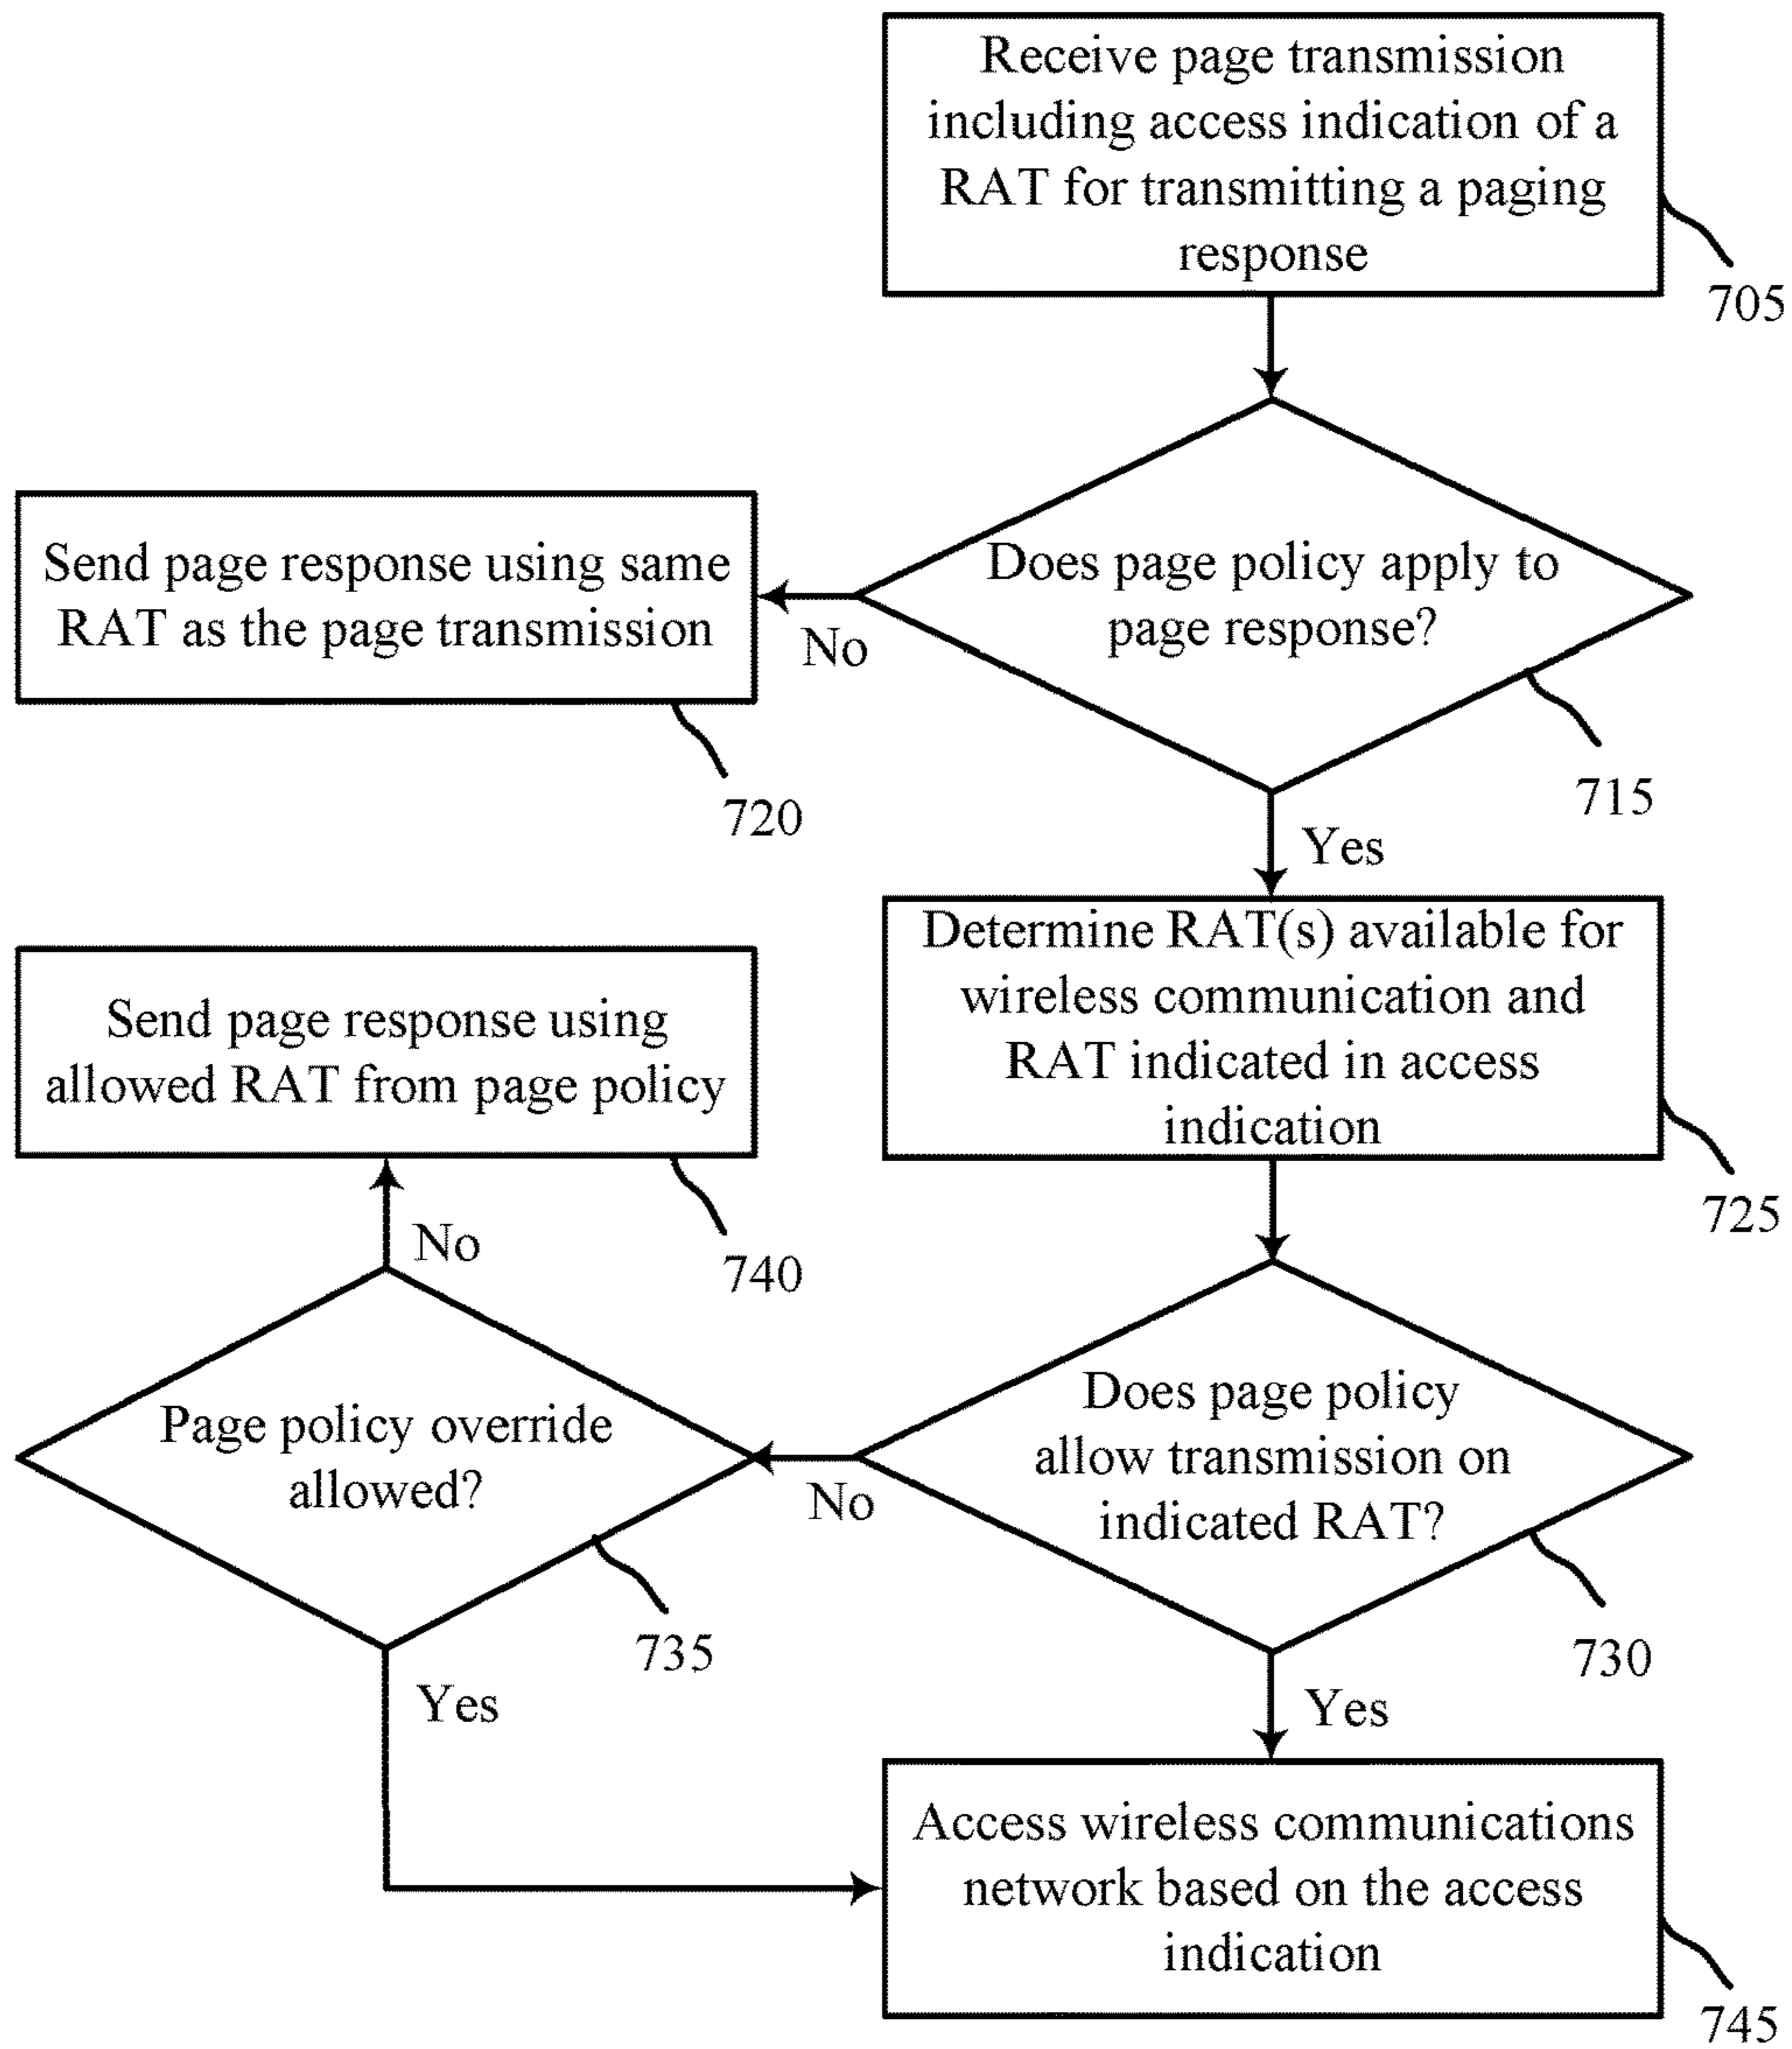 Receive page transmission
including access indication of a
RAT for transmitting a paging
response
705
Does page policy apply to
page response?
715
No
Send page response using same
RAT as the page transmission
720
Yes
Determine RAT(s) available for
wireless communication and
RAT indicated in access
indication
725
Does page policy
allow transmission on
indicated RAT?
730
No
Page policy override
allowed?
735
No
Send page response using
allowed RAT from page policy
740
Yes
Yes
Access wireless communications
network based on the access
indication
745